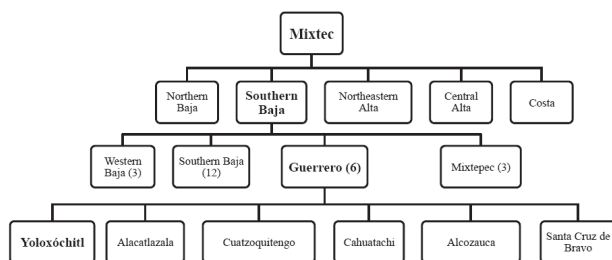 Mixtec
Northern
Baja
Southern
Baja
Northeastern
Alta
Central
Alta
Costa
Western
Baja (3)
Southern Baja
(12)
Guerrero (6)
Mixtepec (3)
Yoloxóchitl
Alacatlazala
Cuatzoquitengo
Cahuatachi
Alcozauca
Santa Cruz de
Bravo